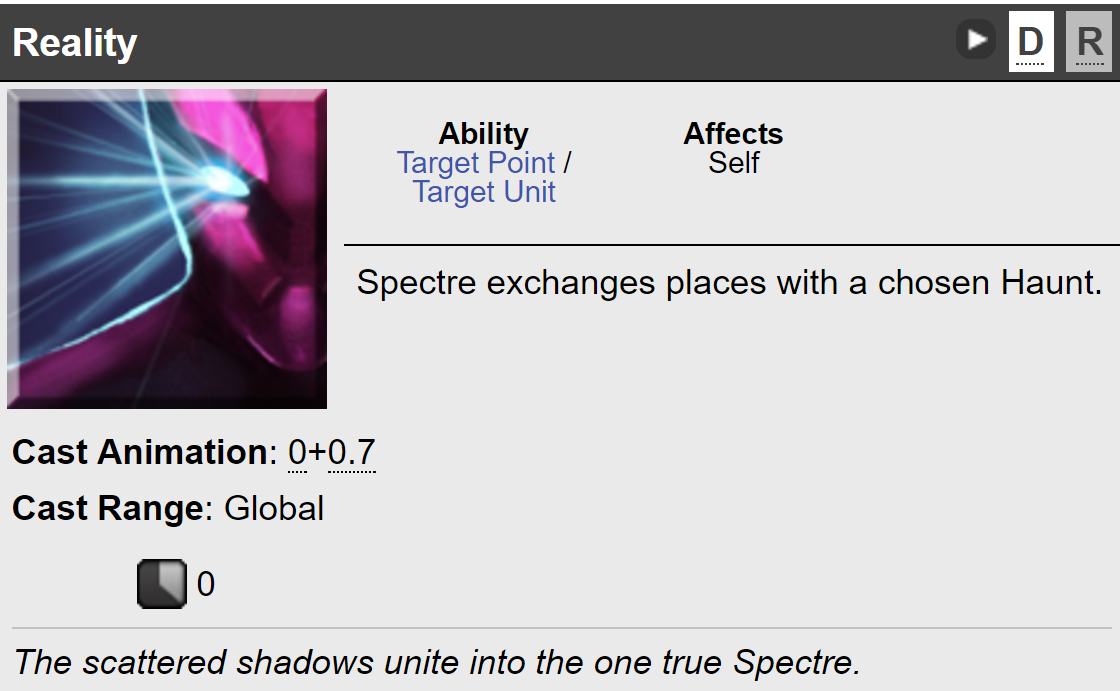 Reality
D R
Ability
Target Point /
Target Unit
Affects
Self
Spectre exchanges places with a chosen Haunt.
Cast Animation: 0+0.7
Cast Range: Global
0
The scattered shadows unite into the one true Spectre.